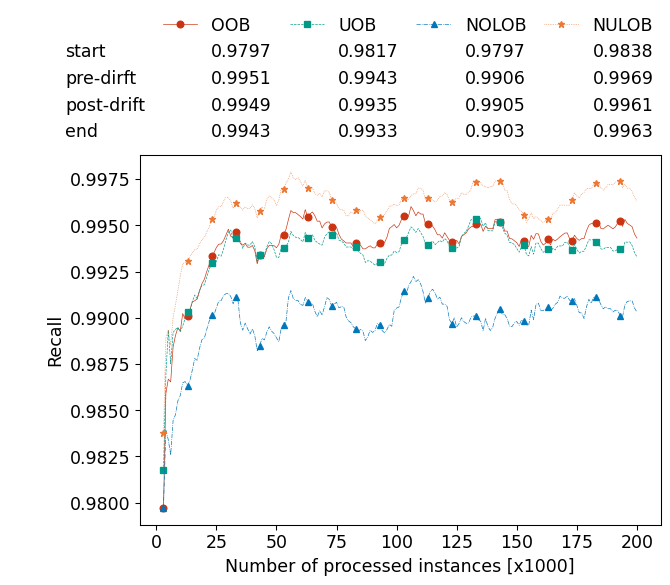 OOB UOB NOLOB NULOB
start 0.9797 0.9817 0.9797 0.9838
pre-dirft 0.9951 0.9943 0.9906 0.9969
post-drift 0.9949 0.9935 0.9905 0.9961
end 0.9943 0.9933 0.9903 0.9963
0.9975
0.9950
0.9925
0.9900
0.9875
0.9850
0.9825
0.9800
Recall
0 25 50 75 100 125 150 175 200
Number of processed instances [x1000]